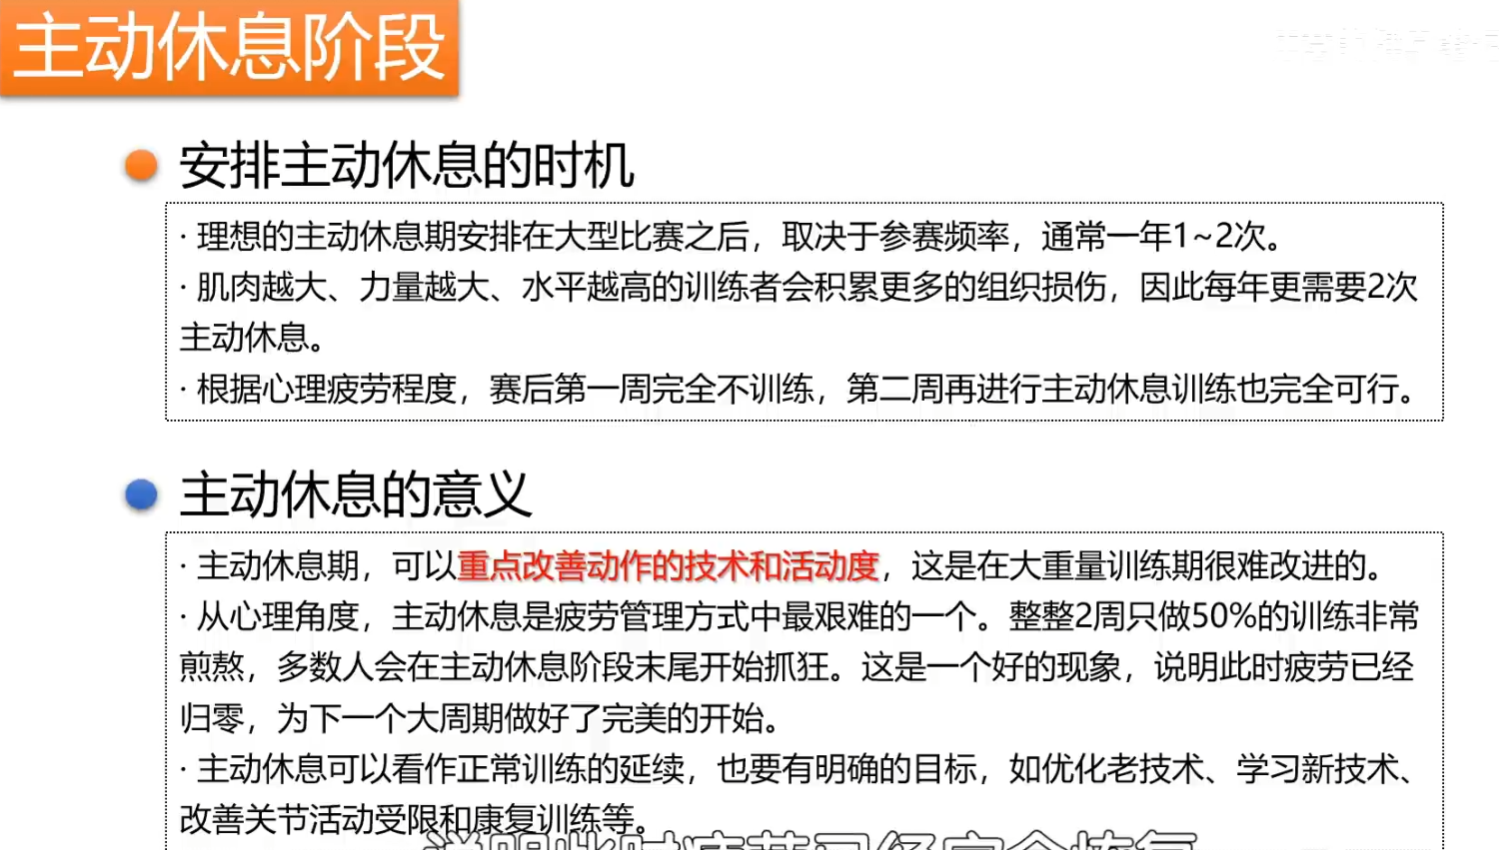 主动休息阶段
安排主动休息的时机
· 理想的主动休息期安排在大型比赛之后，取决于参赛频率，通常一年1~2次。
· 肌肉越大、力量越大、水平越高的训练者会积累更多的组织损伤，因此每年更需要2次
主动休息。
· 根据心理疲劳程度，赛后第一周完全不训练，第二周再进行主动休息训练也完全可行。
主动休息的意义
· 主动休息期，可以重点改善动作的技术和活动度，这是在大重量训练期很难改进的。
· 从心理角度，主动休息是疲劳管理方式中最艰难的一个。整整2周只做50%的训练非常
煎熬，多数人会在主动休息阶段末尾开始抓狂。这是一个好的现象，说明此时疲劳已经
归零，为下一个大周期做好了完美的开始。
· 主动休息可以看作正常训练的延续，也要有明确的目标，如优化老技术、学习新技术、
改善关节活动受限和康复训练等。
说明此时疲劳已经完全恢复